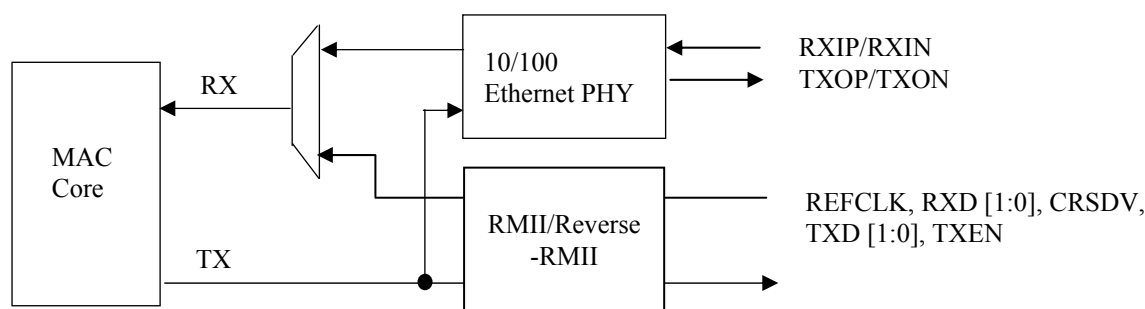 10/100
Ethernet PHY
RXIP/RXIN
TXOP/TXON
RX
MAC
Core
RMII/Reverse
-RMII
REFCLK, RXD [1:0], CRSDV,
TXD [1:0], TXEN
TX